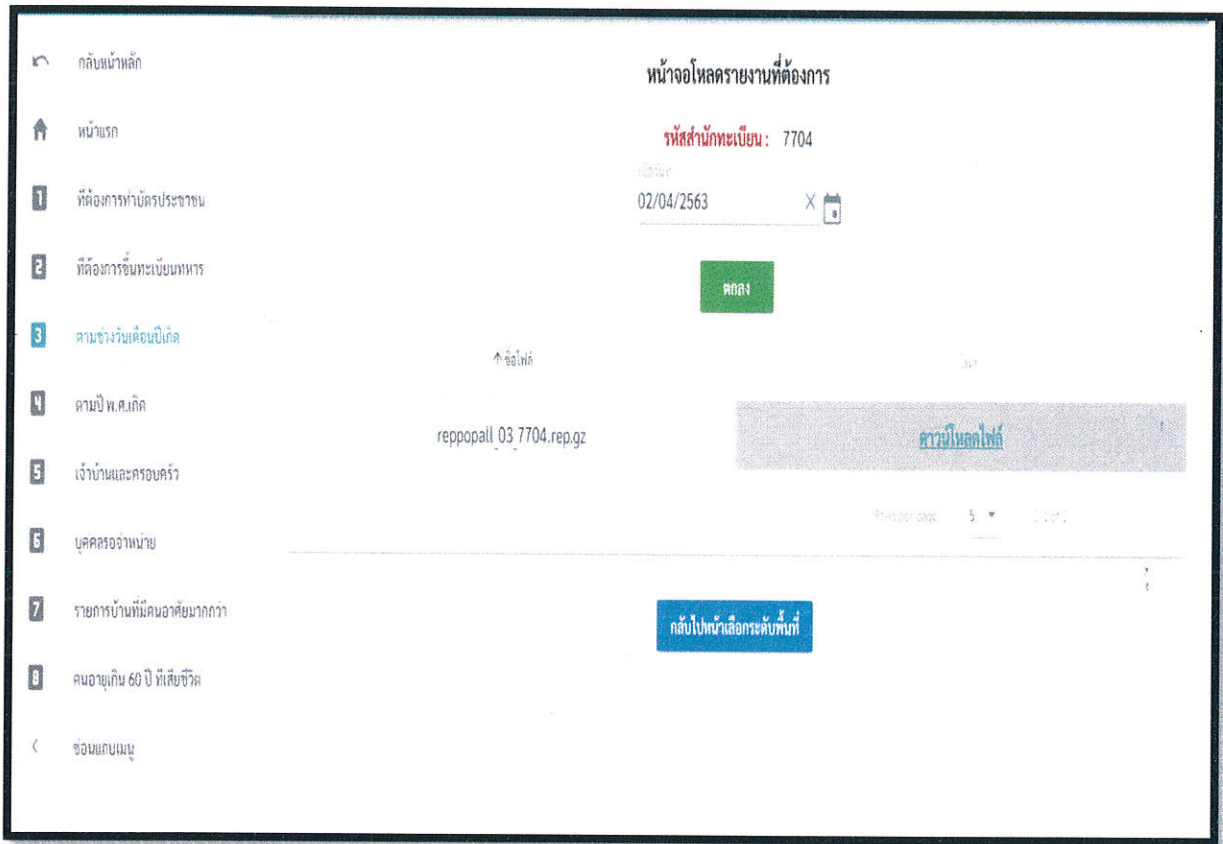 กลับหน้าหลัก
หน้าแรก
1 ที่ต้องการทำบัตรประชาชน
2 ที่ต้องการขึ้นทะเบียนทหาร
3 ตามช่วงวันเดือนปีเกิด
4 ตามปี พ.ศ.เกิด
5 เจ้าบ้านและครอบครัว
6 บุคคลรอจำหน่าย
7 รายการบ้านที่มีคนอาศัยมากกว่า
8 คนอายุเกิน 60 ปี ที่เสียชีวิต
ซ่อนแถบเมนู
หน้าจอโหลดรายงานที่ต้องการ
รหัสสำนักทะเบียน : 7704
02/04/2563
ตกลง
↑ ชื่อไฟล์
reppopall_03_7704.rep.gz ดาวน์โหลดไฟล์
Rows per page: 5
กลับไปหน้าเลือกระดับพื้นที่